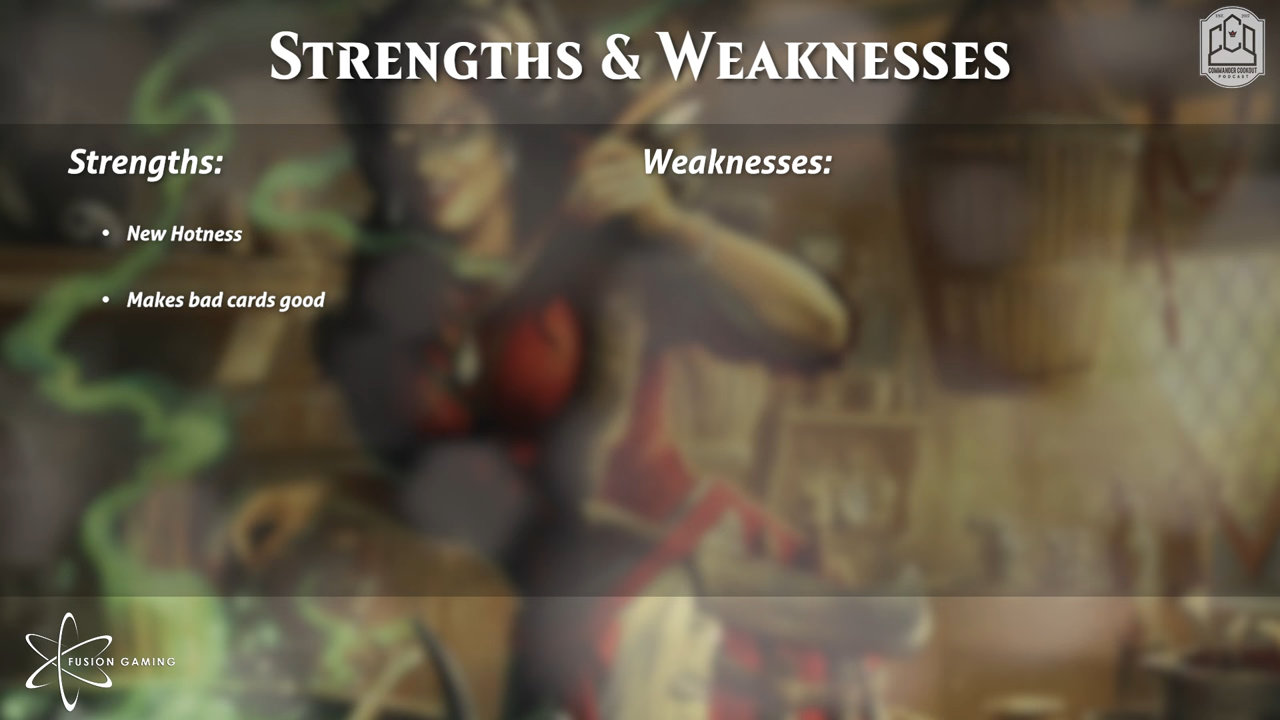 Strengths & Weaknesses
Strengths:
Weaknesses:
• New Hotness
• Makes bad cards good
COMMANDER COOKOUT
PODCAST
FUSION GAMING